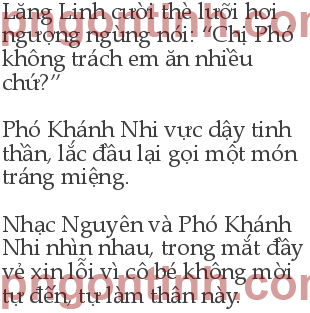 Lăng Linh cười thè lưỡi hơi
ngượng ngùng nói: “Chị Phó
không trách em ăn nhiều
chứ?”
Phó Khánh Nhi vực dậy tinh
thần, lắc đầu lại gọi một món
tráng miệng.
Nhạc Nguyên và Phó Khánh
Nhi nhìn nhau, trong mắt đầy
vẻ xin lỗi vì cô bé không mời
tự đến, tự làm thân này.